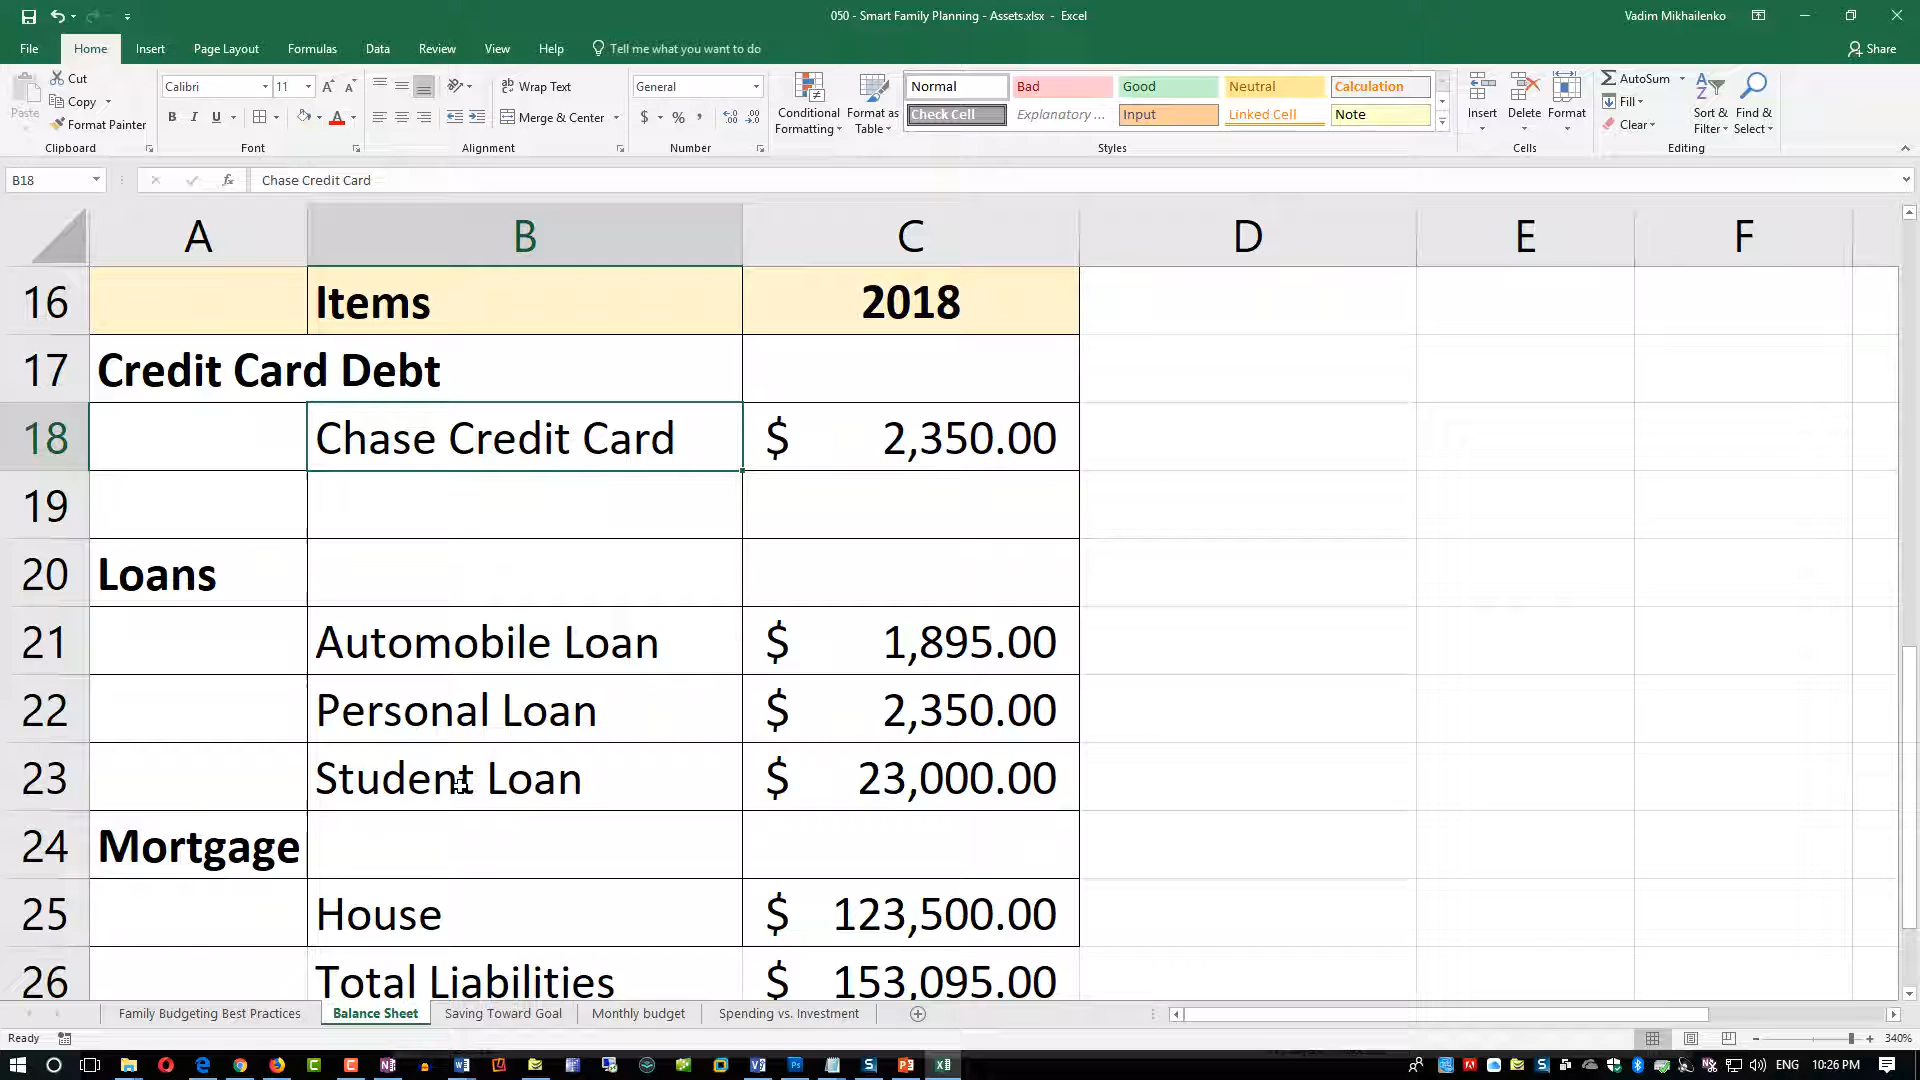 050 - Smart Family Planning - Assets.xlsx - Excel
Vadim Mikhailenko
File Home Insert Page Layout Formulas Data Review View Help Tell me what you want to do Share
Paste
Cut
Copy
Format Painter
Clipboard
Calibri 11
B I U A
Font
Wrap Text
Merge & Center
Alignment
General
$ % ,
Number
Conditional Formatting
Format as Table
Normal Bad Good Neutral Calculation
Check Cell Explanatory ... Input Linked Cell Note
Styles
Insert Delete Format
Cells
AutoSum
Fill
Clear
Sort & Filter
Find & Select
Editing
B18 fx Chase Credit Card
A B C D E F
16 Items 2018
17 Credit Card Debt
18 Chase Credit Card $ 2,350.00
19
20 Loans
21 Automobile Loan $ 1,895.00
22 Personal Loan $ 2,350.00
23 Student Loan $ 23,000.00
24 Mortgage
25 House $ 123,500.00
26 Total Liabilities $ 153,095.00
Family Budgeting Best Practices Balance Sheet Saving Toward Goal Monthly budget Spending vs. Investment
Ready 340%
ENG 10:26 PM